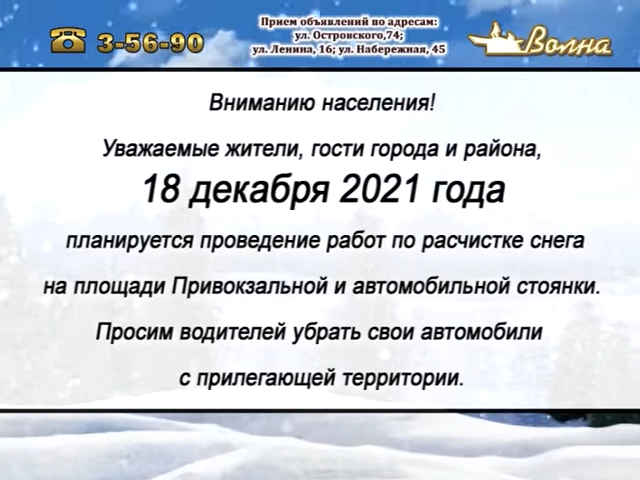 3-56-90
Прием объявлений по адресам:
ул. Островского,74;
ул. Ленина, 16; ул. Набережная, 45
Волна
Вниманию населения!
Уважаемые жители, гости города и района,
18 декабря 2021 года
планируется проведение работ по расчистке снега
на площади Привокзальной и автомобильной стоянки.
Просим водителей убрать свои автомобили
с прилегающей территории.